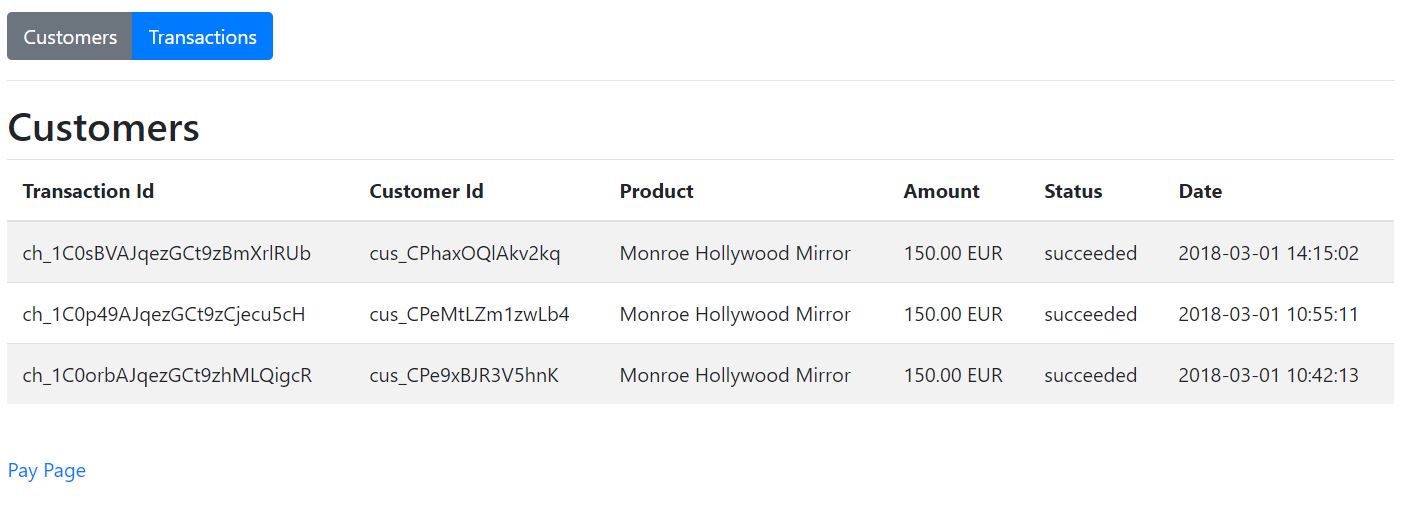 Customers Transactions
Customers
Transaction Id Customer Id Product Amount Status Date
ch_1C0sBVAJqezGCt9zBmXrlRUb cus_CPhaxOQlAkv2kq Monroe Hollywood Mirror 150.00 EUR succeeded 2018-03-01 14:15:02
ch_1C0p49AJqezGCt9zCjecu5cH cus_CPeMtLZm1zwLb4 Monroe Hollywood Mirror 150.00 EUR succeeded 2018-03-01 10:55:11
ch_1C0orbAJqezGCt9zhMLQigcR cus_CPe9xBJR3V5hnK Monroe Hollywood Mirror 150.00 EUR succeeded 2018-03-01 10:42:13
Pay Page